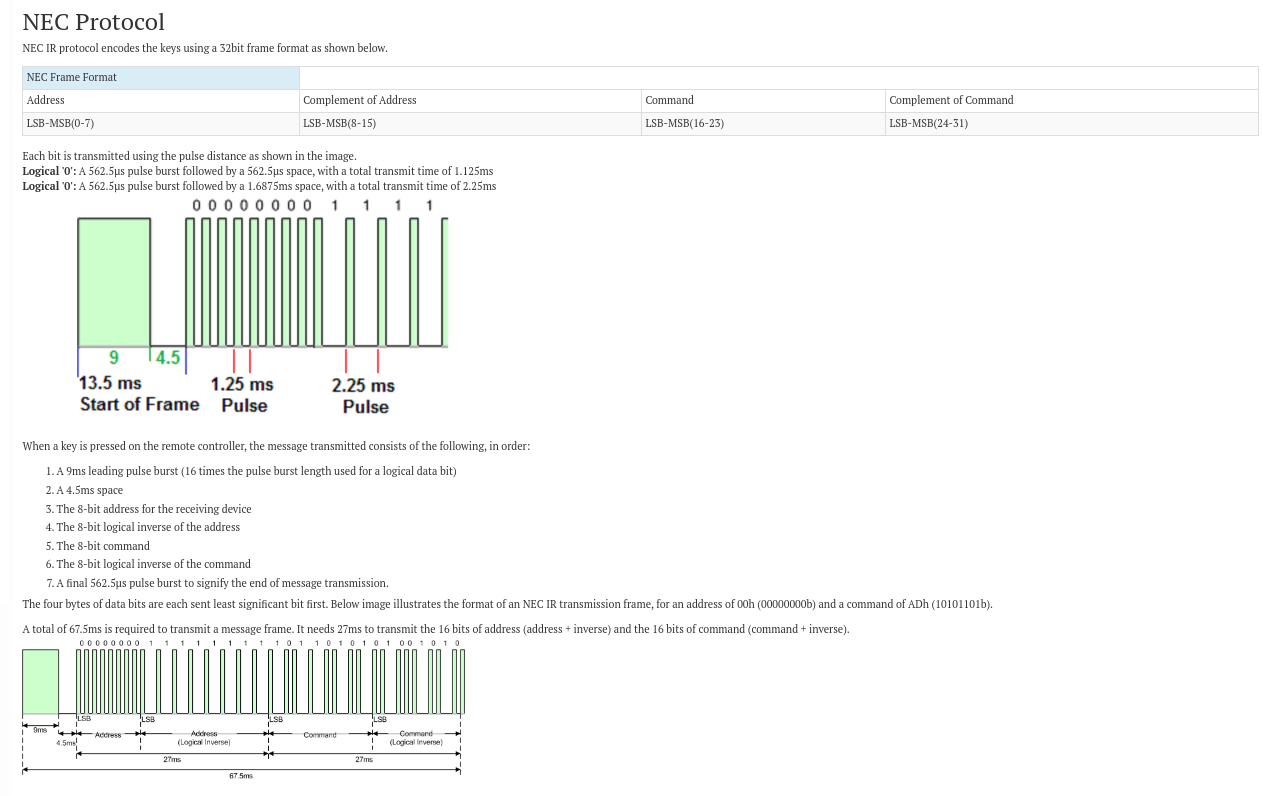 NEC Protocol
NEC IR protocol encodes the keys using a 32bit frame format as shown below.
NEC Frame Format
Address Complement of Address Command Complement of Command
LSB-MSB(0-7) LSB-MSB(8-15) LSB-MSB(16-23) LSB-MSB(24-31)
Each bit is transmitted using the pulse distance as shown in the image.
Logical '0': A 562.5µs pulse burst followed by a 562.5µs space, with a total transmit time of 1.125ms
Logical '0': A 562.5µs pulse burst followed by a 1.6875ms space, with a total transmit time of 2.25ms
0 0 0 0 0 0 0 0 1 1 1 1
9 4.5
13.5 ms 1.25 ms 2.25 ms
Start of Frame Pulse Pulse
When a key is pressed on the remote controller, the message transmitted consists of the following, in order:
1. A 9ms leading pulse burst (16 times the pulse burst length used for a logical data bit)
2. A 4.5ms space
3. The 8-bit address for the receiving device
4. The 8-bit logical inverse of the address
5. The 8-bit command
6. The 8-bit logical inverse of the command
7. A final 562.5µs pulse burst to signify the end of message transmission.
The four bytes of data bits are each sent least significant bit first. Below image illustrates the format of an NEC IR transmission frame, for an address of 00h (00000000b) and a command of ADh (10101101b).
A total of 67.5ms is required to transmit a message frame. It needs 27ms to transmit the 16 bits of address (address + inverse) and the 16 bits of command (command + inverse).
0 0 0 0 0 0 0 0 1 1 1 1 1 1 1 1 1 0 1 1 0 1 0 1 0 1 0 0 1 0 1 0
LSB LSB LSB LSB
9ms Address Address Command Command
4.5ms (Logical Inverse) (Logical Inverse)
27ms 27ms
67.5ms